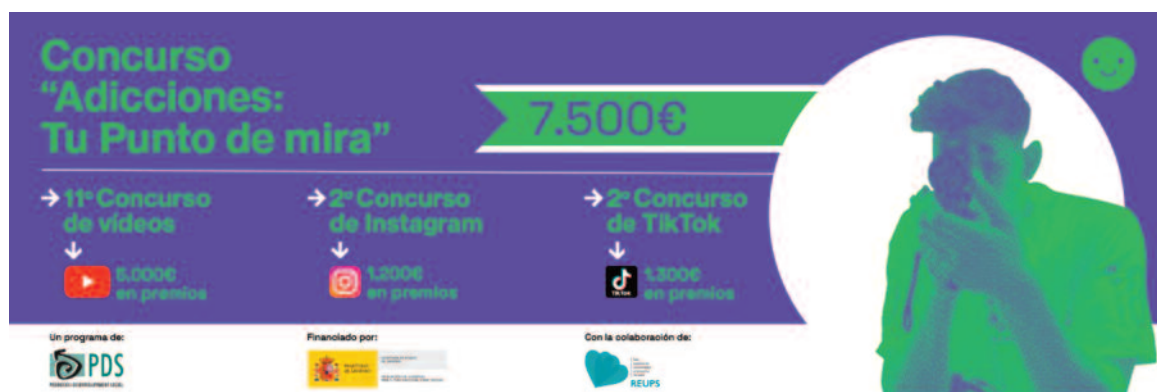 Concurso
“Adicciones:
Tu Punto de mira”
7.500€
11º Concurso
de vídeos
5.000€
en premios
2º Concurso
de Instagram
1.200€
en premios
2º Concurso
de TikTok
TikTok
1.300€
en premios
Un programa de:
PDS
Financiado por:
Con la colaboración de:
REUPS